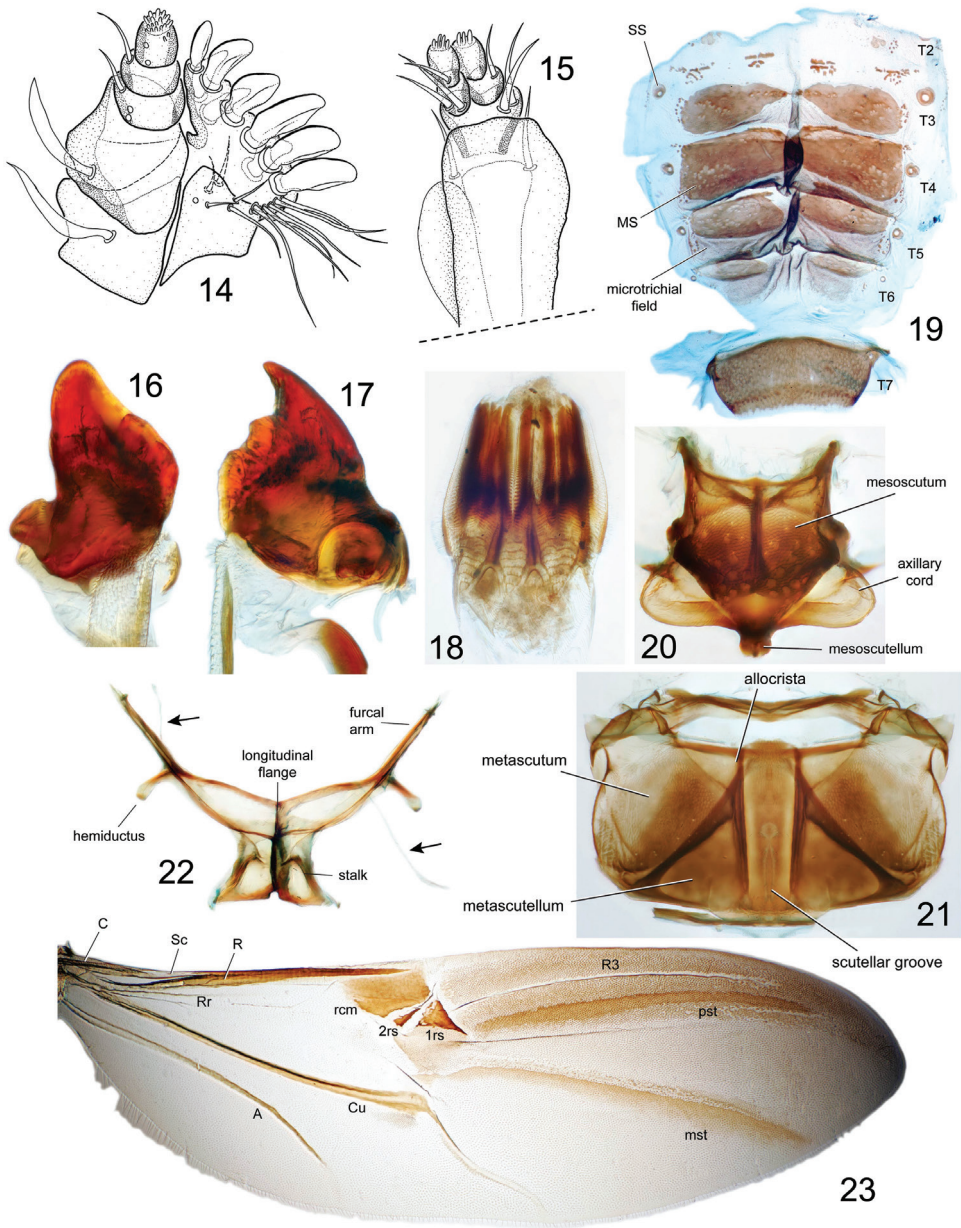 14
15
SS
T2
T3
T4
MS
T5
microtrichial
field
T6
19
T7
16
17
18
mesoscutum
axillary
cord
20
mesoscutellum
furcal
arm
longitudinal
flange
hemiductus
22
stalk
allocrista
metascutum
metascutellum
21
scutellar groove
C
Sc
R
R3
Rr
rcm
pst
2rs
1rs
A
Cu
mst
23